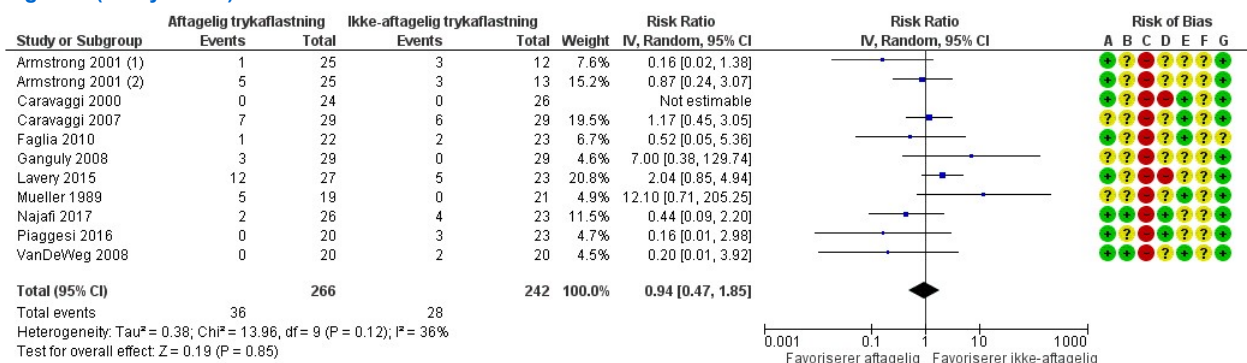 Aftagelig trykaflastning Ikke-aftagelig trykaflastning Risk Ratio Risk Ratio Risk of Bias
Study or Subgroup Events Total Events Total Weight IV, Random, 95% CI IV, Random, 95% CI A B C D E F G
Armstrong 2001 (1) 1 25 3 12 7.6% 0.16 [0.02, 1.38] + ? - ? ? ? +
Armstrong 2001 (2) 5 25 3 13 15.2% 0.87 [0.24, 3.07] + ? - ? ? ? +
Caravaggi 2000 0 24 0 26 Not estimable + ? - - ? ? +
Caravaggi 2007 7 29 6 29 19.5% 1.17 [0.45, 3.05] ? ? - ? + ? +
Faglia 2010 1 22 2 23 6.7% 0.52 [0.05, 5.36] + ? - ? + ? ?
Ganguly 2008 3 29 0 29 4.6% 7.00 [0.38, 129.74] ? ? - ? ? ? +
Lavery 2015 12 27 5 23 20.8% 2.04 [0.85, 4.94] + ? - - ? ? +
Mueller 1989 5 19 0 21 4.9% 12.10 [0.71, 205.25] ? ? - ? + ? +
Najafi 2017 2 26 4 23 11.5% 0.44 [0.09, 2.20] + + - + ? ? +
Piaggesi 2016 0 20 3 23 4.7% 0.16 [0.01, 2.98] + ? - + ? ? +
VanDeWeg 2008 0 20 2 20 4.5% 0.20 [0.01, 3.92] + + - ? + ? +
Total (95% CI) 266 242 100.0% 0.94 [0.47, 1.85]
Total events 36 28
Heterogeneity: Tau² = 0.38; Chi² = 13.96, df = 9 (P = 0.12); I² = 36%
Test for overall effect: Z = 0.19 (P = 0.85)
0.001 0.1 1 10 1000
Favoriserer aftagelig Favoriserer ikke-aftagelig